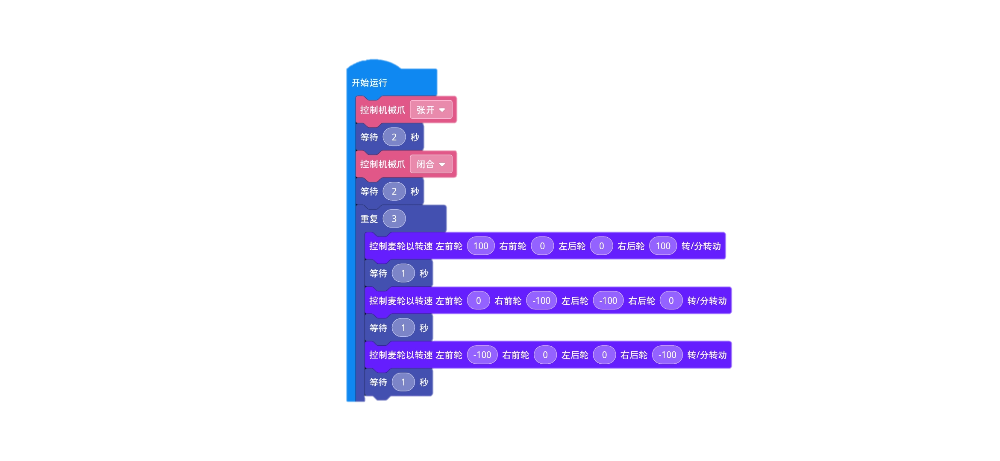 开始运行
控制机械爪 张开
等待 2 秒
控制机械爪 闭合
等待 2 秒
重复 3
控制麦轮以转速 左前轮 100 右前轮 0 左后轮 0 右后轮 100 转/分转动
等待 1 秒
控制麦轮以转速 左前轮 0 右前轮 -100 左后轮 -100 右后轮 0 转/分转动
等待 1 秒
控制麦轮以转速 左前轮 -100 右前轮 0 左后轮 0 右后轮 -100 转/分转动
等待 1 秒